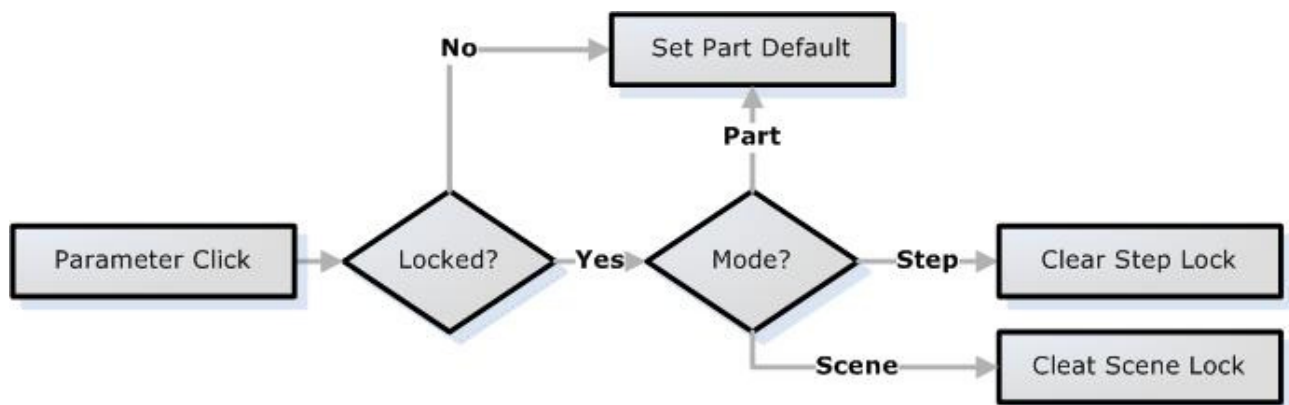 No
Set Part Default
Part
Parameter Click
Locked?
Yes
Mode?
Step
Clear Step Lock
Scene
Cleat Scene Lock